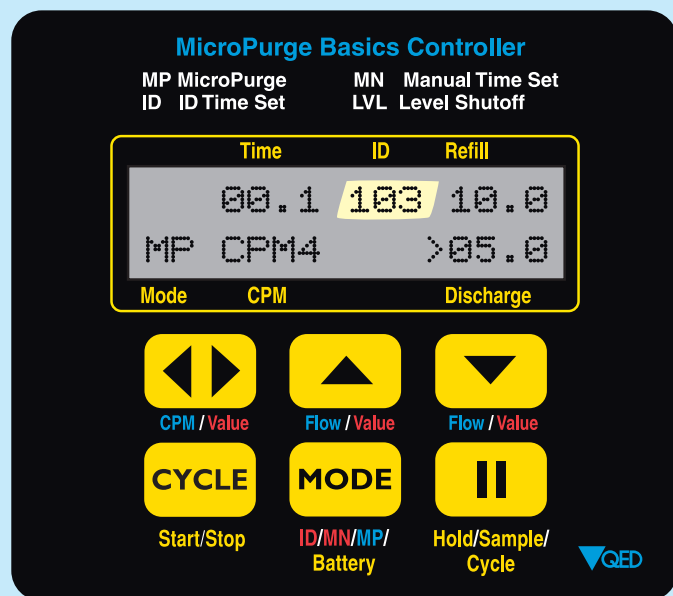 MicroPurge Basics Controller
MP MicroPurge MN Manual Time Set
ID ID Time Set LVL Level Shutoff
Time ID Refill
00.1 103 10.0
MP CPM4 >05.0
Mode CPM Discharge
CPM / Value Flow / Value Flow / Value
CYCLE MODE
Start/Stop ID/MN/MP/ Hold/Sample/
Battery Cycle
QED